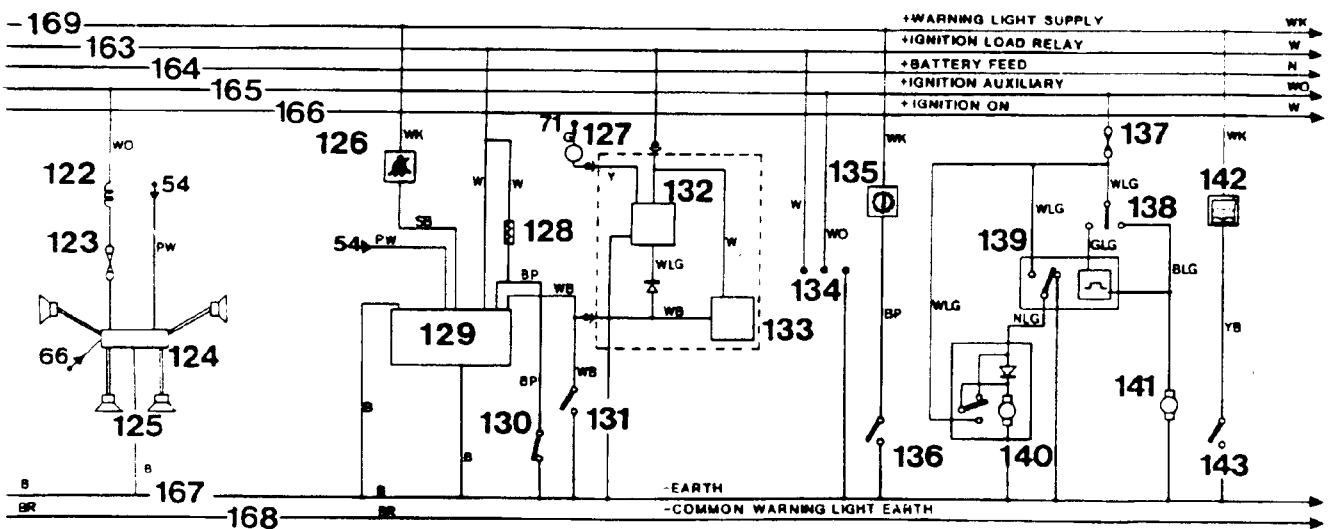 169 +WARNING LIGHT SUPPLY WK
163 +IGNITION LOAD RELAY W
164 +BATTERY FEED N
165 +IGNITION AUXILIARY WO
166 +IGNITION ON W
71 127 137
126 WK WK WK
WO
122 54 132 135 WLG 142
Y
W W W WLG 138
123 PW SB 128 W WO 139 GLG
54 PW
BP WB WLG 134 BLG
WLG
66 124 129 WB 133 BP NLG YB
125 BP WB 141
B 130 131 136 140 143
B B
B 167 B -EARTH
BR 168 BR -COMMON WARNING LIGHT EARTH